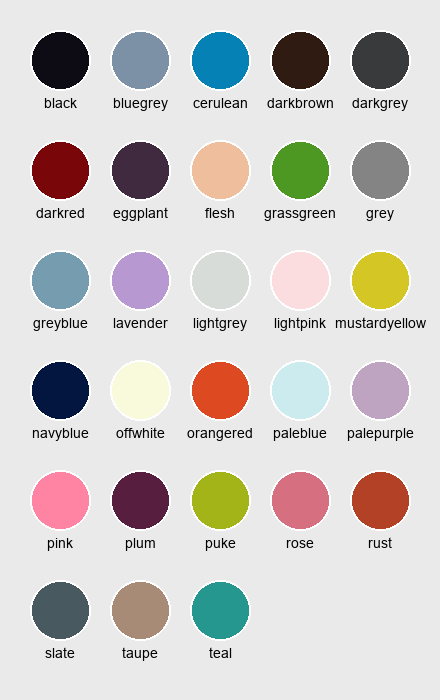 black bluegrey cerulean darkbrown darkgrey
darkred eggplant flesh grassgreen grey
greyblue lavender lightgrey lightpink mustardyellow
navyblue offwhite orangered paleblue palepurple
pink plum puke rose rust
slate taupe teal